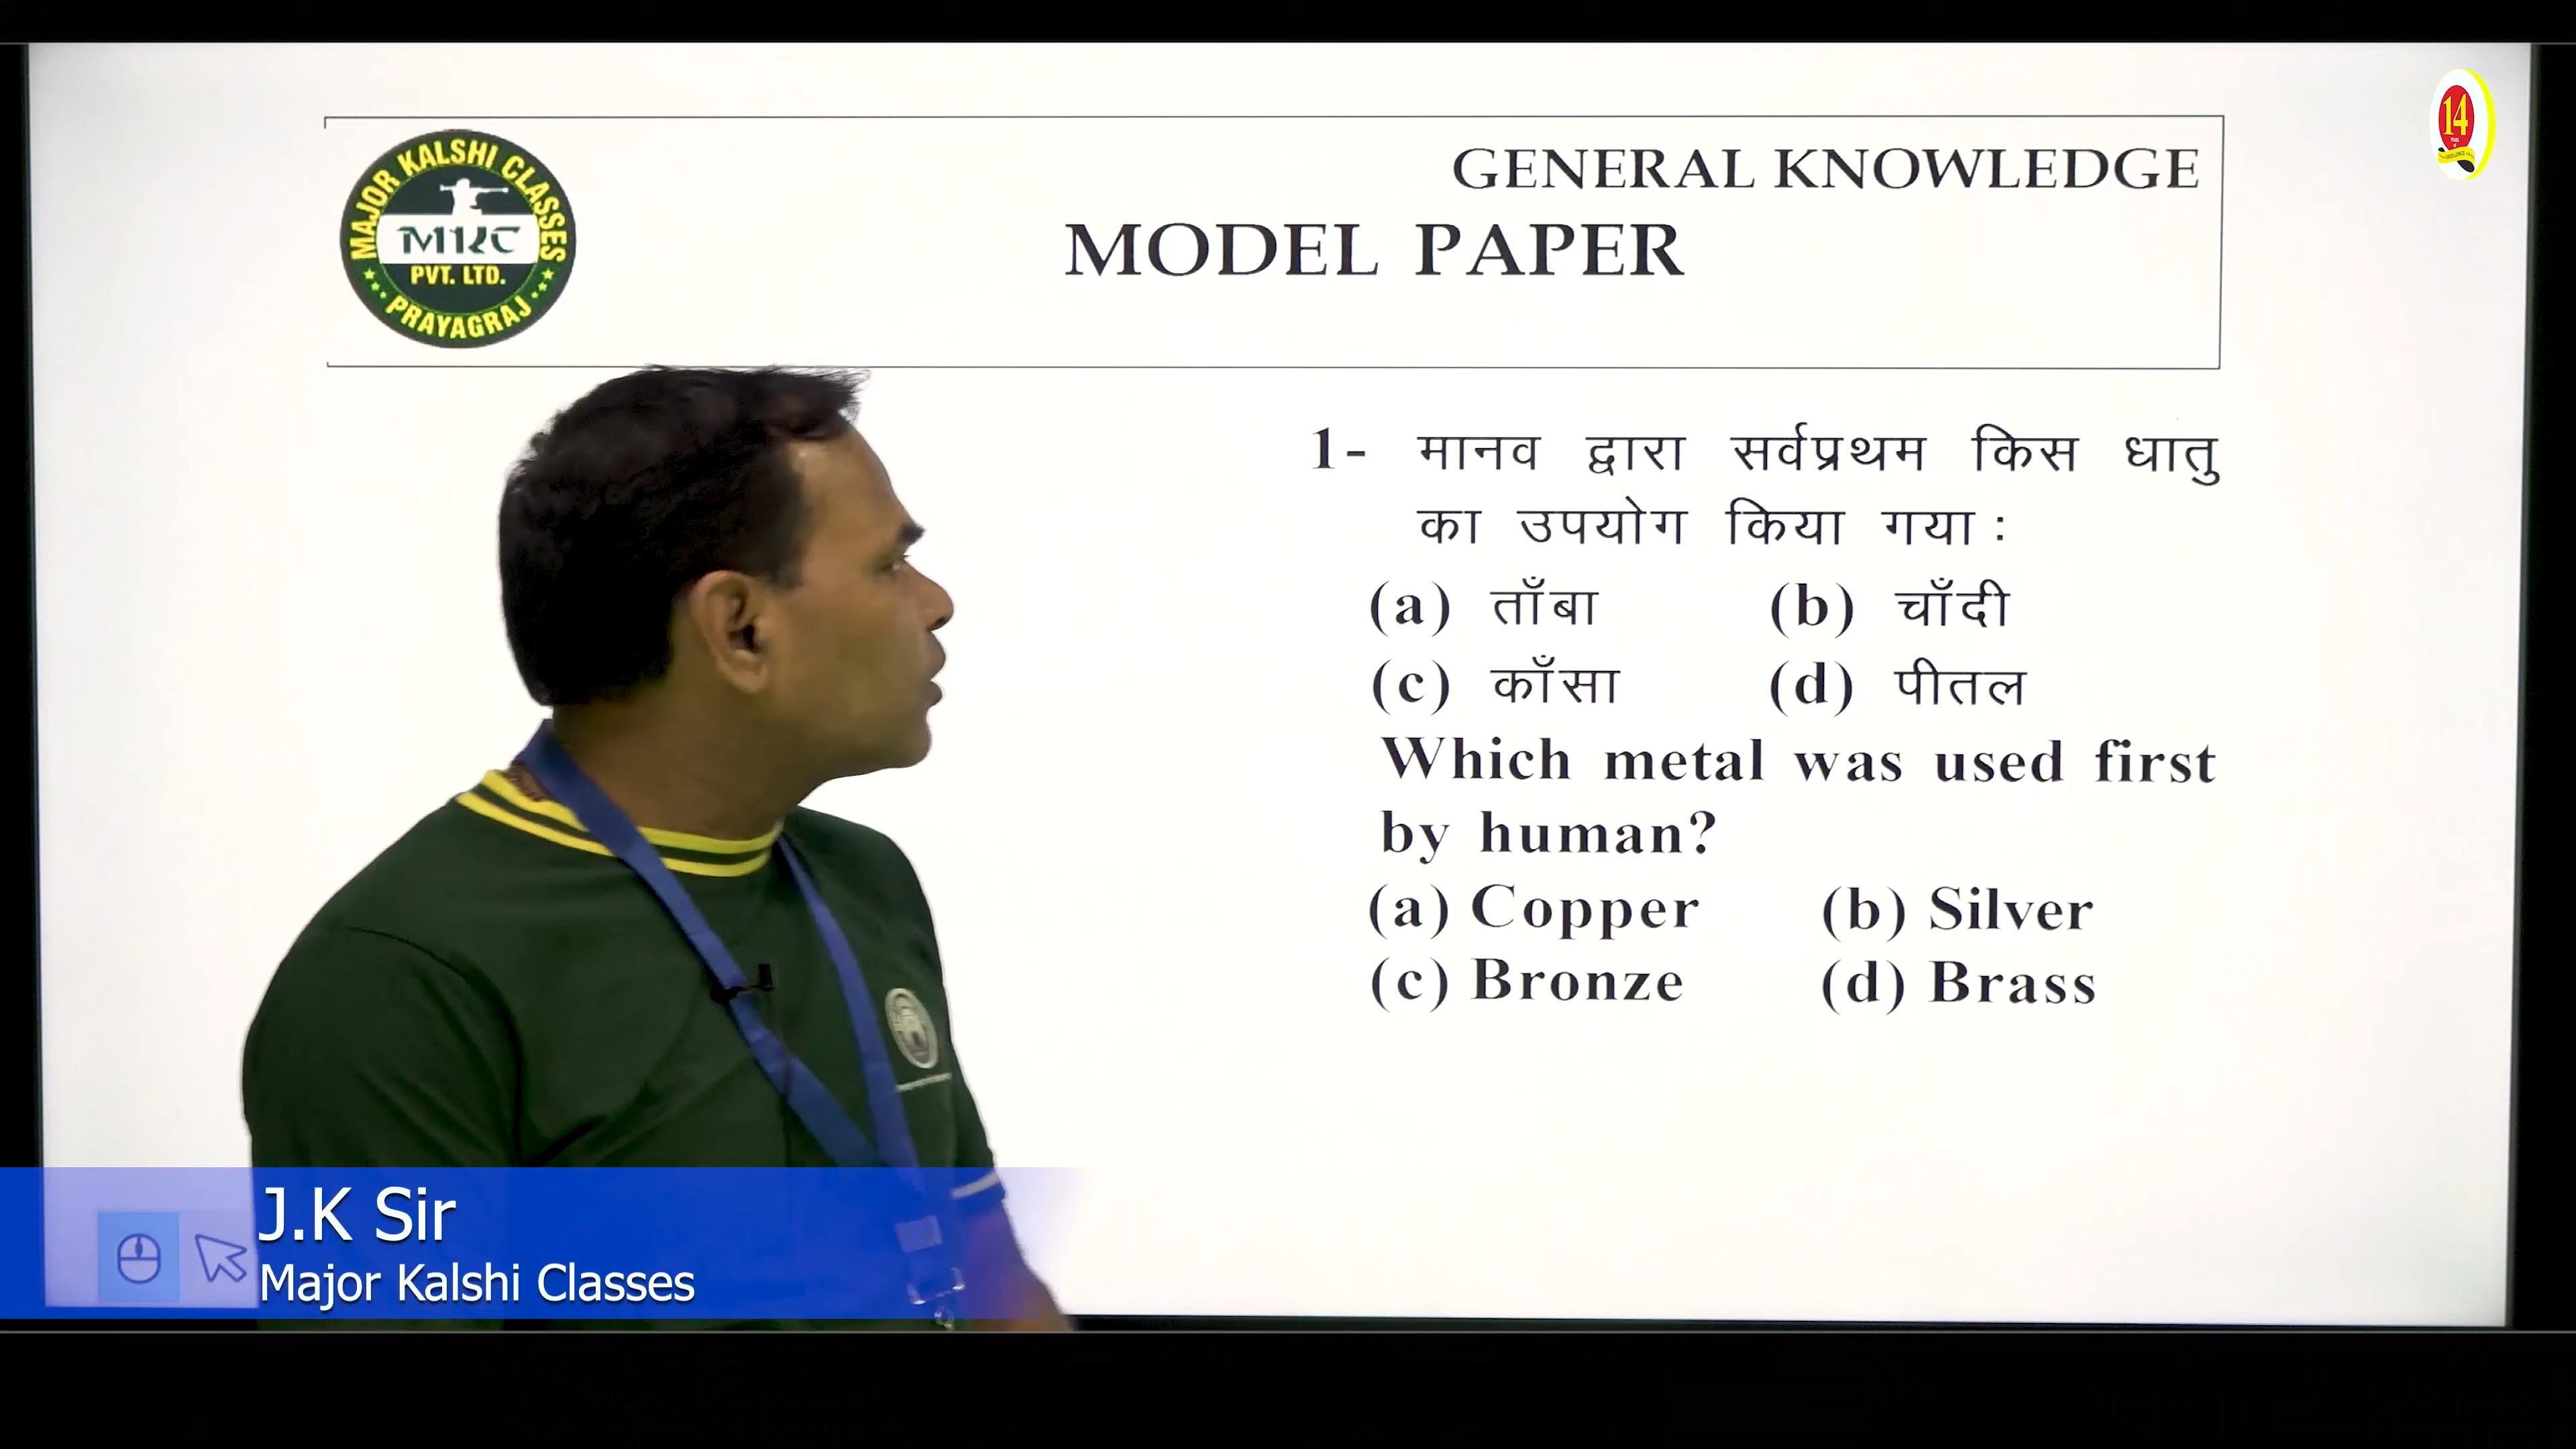 MAJOR KALSHI CLASSES
MKC
PVT. LTD.
PRAYAGRAJ
GENERAL KNOWLEDGE
MODEL PAPER
14
1- मानव द्वारा सर्वप्रथम किस धातु
का उपयोग किया गया :
(a) ताँबा (b) चाँदी
(c) काँसा (d) पीतल
Which metal was used first
by human?
(a) Copper (b) Silver
(c) Bronze (d) Brass
J.K Sir
Major Kalshi Classes